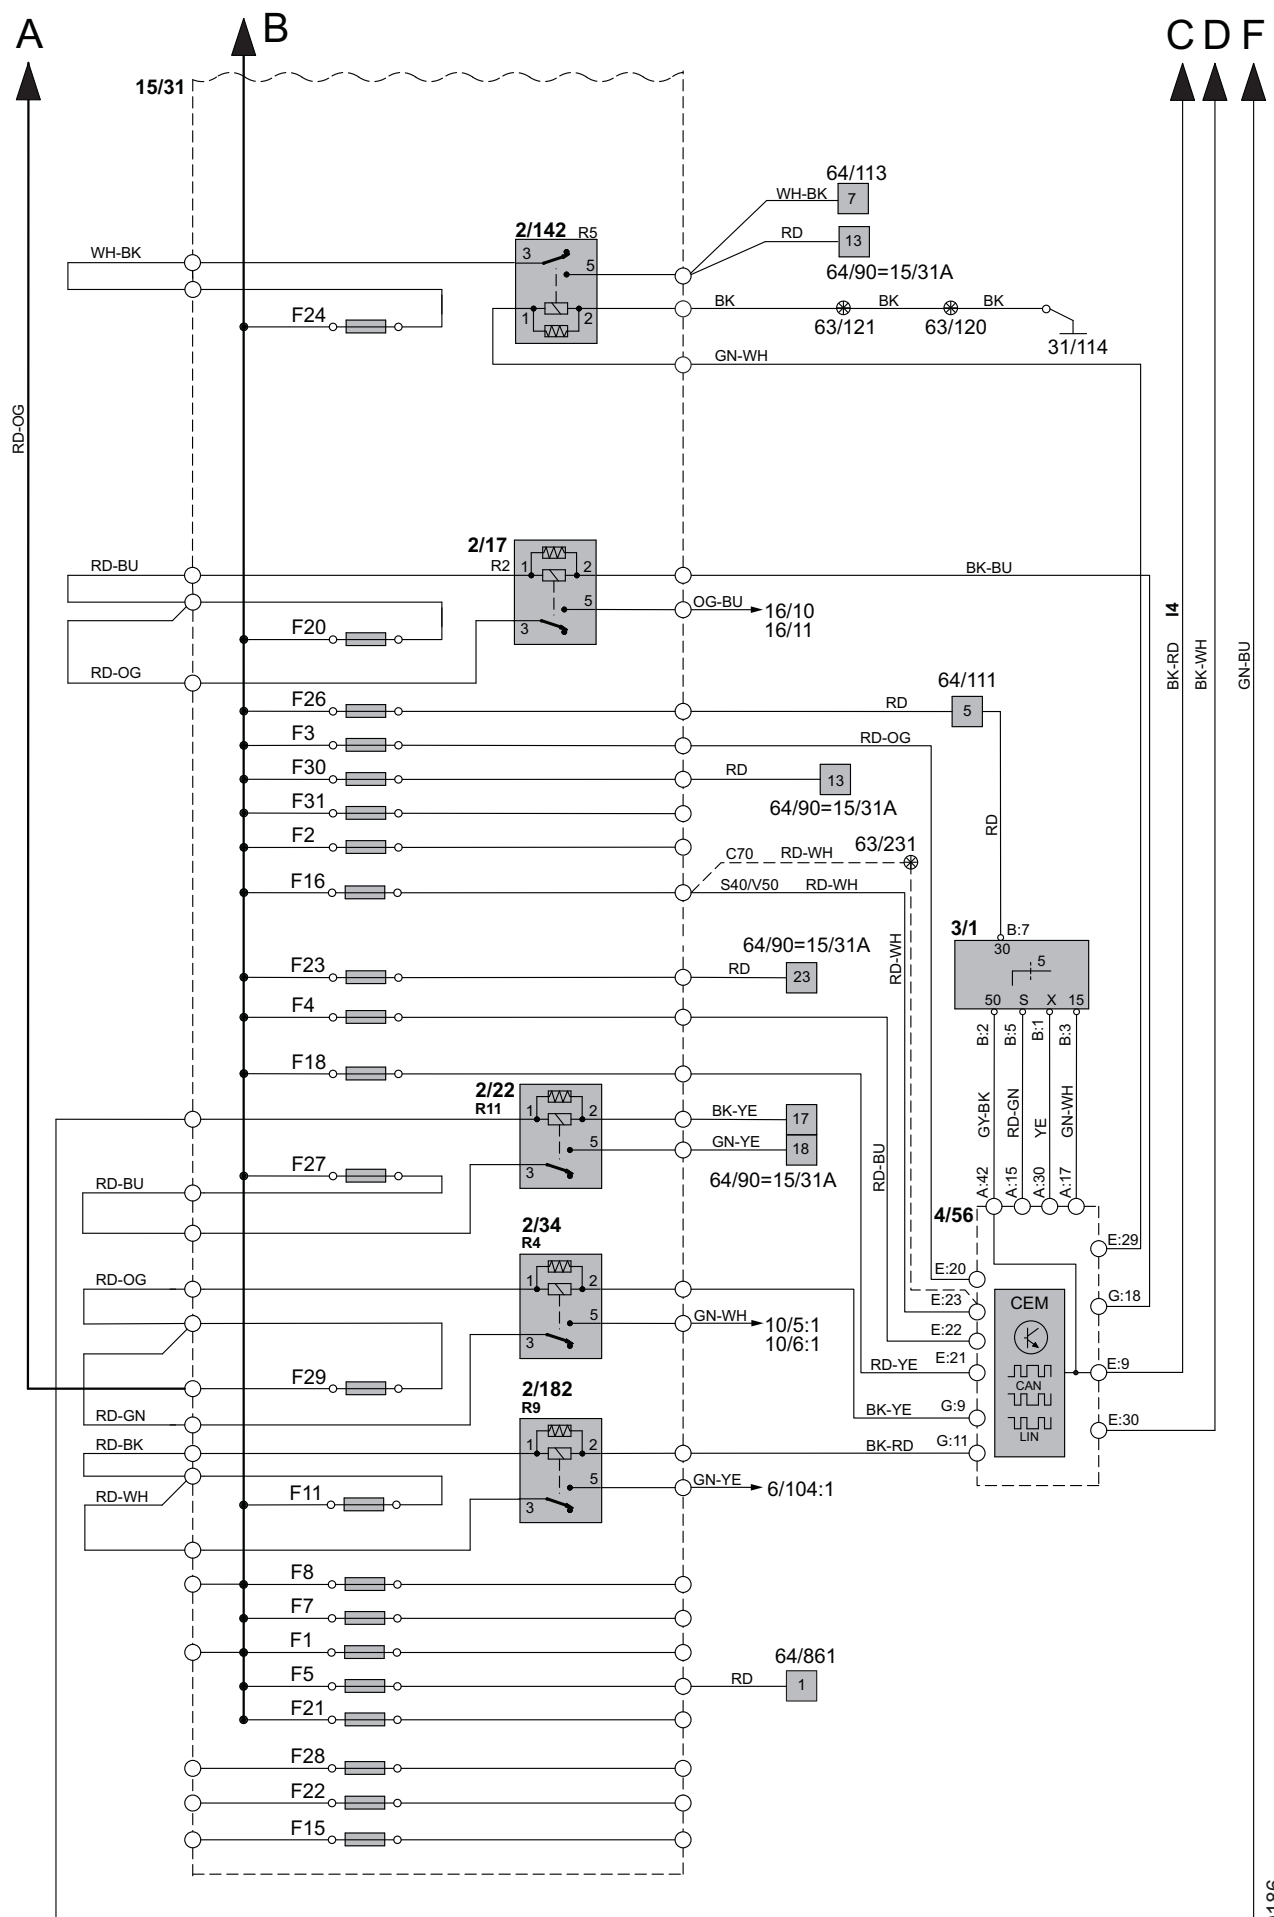 A
B
C D F
15/31
64/113
WH-BK
7
2/142 R5
RD
13
WH-BK
3
5
64/90=15/31A
F24
1
2
BK
BK
BK
63/121
63/120
31/114
GN-WH
RD-OG
2/17
RD-BU
R2
1
2
BK-BU
5
OG-BU
16/10
16/11
F20
3
I4
BK-RD
BK-WH
GN-BU
RD-OG
64/111
F26
RD
5
F3
RD-OG
F30
RD
13
F31
64/90=15/31A
RD
F2
63/231
C70
RD-WH
F16
S40/V50
RD-WH
RD-WH
3/1
B:7
64/90=15/31A
30
F23
RD
23
5
F4
50 S X 15
B:2
B:5
B:1
B:3
F18
2/22
R11
1
2
BK-YE
17
GY-BK
RD-GN
YE
GN-WH
5
GN-YE
18
F27
3
64/90=15/31A
RD-BU
RD-BU
A:42
A:15
A:30
A:17
2/34
R4
4/56
E:29
RD-OG
1
2
E:20
E:23
CEM
G:18
5
GN-WH
10/5:1
10/6:1
3
E:22
F29
RD-YE
E:21
CAN
E:9
2/182
R9
RD-GN
BK-YE
G:9
LIN
E:30
RD-BK
1
2
BK-RD
G:11
5
GN-YE
6/104:1
RD-WH
F11
3
F8
F7
F1
64/861
F5
RD
1
F21
F28
F22
F15